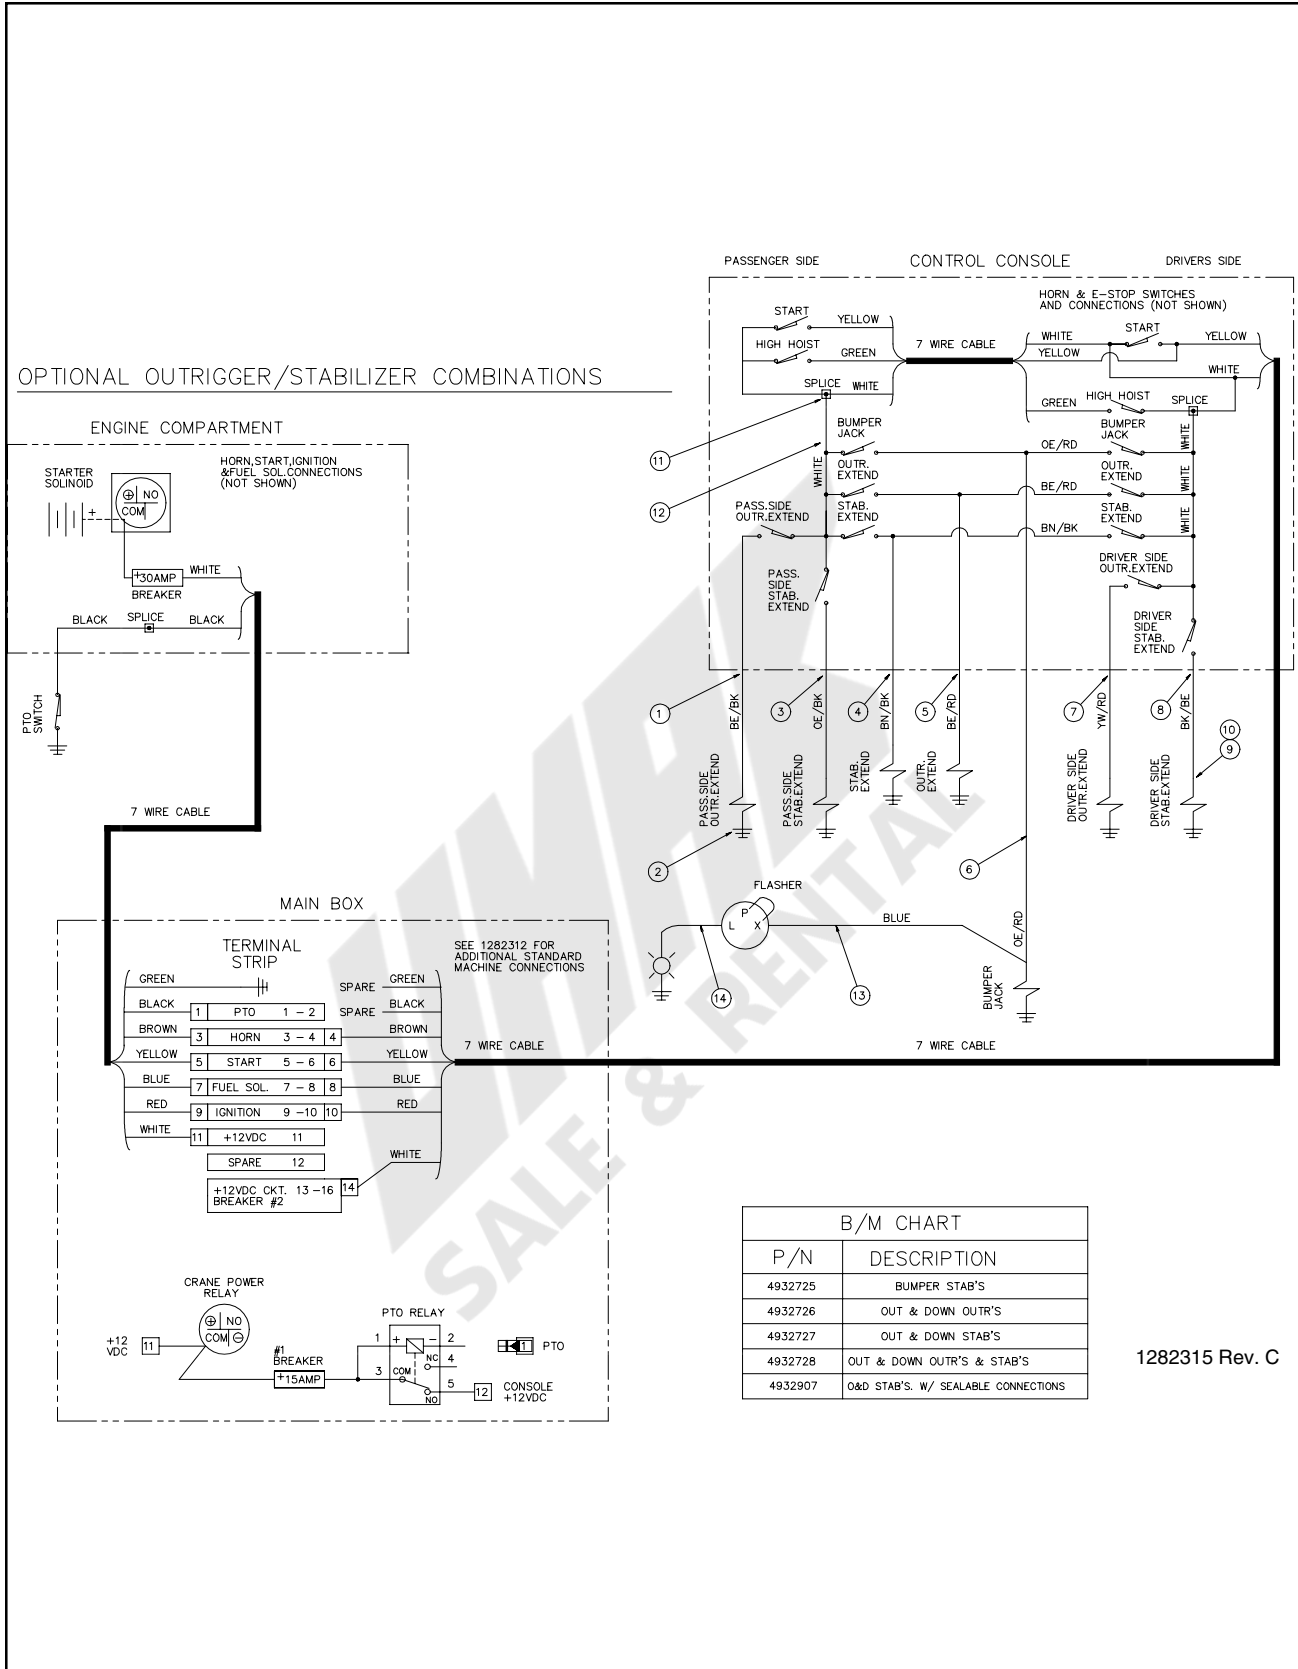 PASSENGER SIDE
CONTROL CONSOLE
DRIVERS SIDE
HORN & E-STOP SWITCHES
AND CONNECTIONS (NOT SHOWN)
START
YELLOW
HIGH HOIST
GREEN
SPLICE
WHITE
7 WIRE CABLE
WHITE
START
YELLOW
YELLOW
WHITE
GREEN
HIGH HOIST
SPLICE
BUMPER
JACK
OE/RD
BUMPER
JACK
WHITE
11
12
WHITE
OUTR.
EXTEND
BE/RD
OUTR.
EXTEND
PASS.SIDE
OUTR.EXTEND
STAB.
EXTEND
BN/BK
STAB.
EXTEND
WHITE
PASS.
SIDE
STAB.
EXTEND
DRIVER SIDE
OUTR.EXTEND
DRIVER
SIDE
STAB.
EXTEND
OPTIONAL OUTRIGGER/STABILIZER COMBINATIONS
ENGINE COMPARTMENT
STARTER
SOLINOID
+
⊕ NO
COM
HORN,START,IGNITION
&FUEL SOL.CONNECTIONS
(NOT SHOWN)
+30AMP
BREAKER
WHITE
BLACK
SPLICE
BLACK
PTO
SWITCH
7 WIRE CABLE
1
BE/BK
3
OE/BK
4
BN/BK
5
BE/RD
7
YW/RD
8
BK/BE
10
9
PASS.SIDE
OUTR.EXTEND
PASS.SIDE
STAB.EXTEND
STAB.
EXTEND
OUTR.
EXTEND
DRIVER SIDE
OUTR.EXTEND
DRIVER SIDE
STAB.EXTEND
2
6
FLASHER
P
L X
BLUE
OE/RD
14
13
BUMPER
JACK
7 WIRE CABLE
7 WIRE CABLE
MAIN BOX
TERMINAL
STRIP
SEE 1282312 FOR
ADDITIONAL STANDARD
MACHINE CONNECTIONS
GREEN
SPARE GREEN
BLACK 1 PTO 1 - 2 SPARE BLACK
BROWN 3 HORN 3 - 4 4 BROWN
YELLOW 5 START 5 - 6 6 YELLOW
BLUE 7 FUEL SOL. 7 - 8 8 BLUE
RED 9 IGNITION 9 -10 10 RED
WHITE 11 +12VDC 11
SPARE 12
WHITE
+12VDC CKT. 13 -16 14
BREAKER #2
CRANE POWER
RELAY
⊕ NO
COM ⊖
+12
VDC
11
#1
BREAKER
+15AMP
PTO RELAY
1 + - 2
NC 4
3 COM
5
NO
12 CONSOLE
+12VDC
1 PTO
UMAK
SALE & RENTAL
B/M CHART
P/N DESCRIPTION
4932725 BUMPER STAB'S
4932726 OUT & DOWN OUTR'S
4932727 OUT & DOWN STAB'S
4932728 OUT & DOWN OUTR'S & STAB'S
4932907 O&D STAB'S. W/ SEALABLE CONNECTIONS
1282315 Rev. C